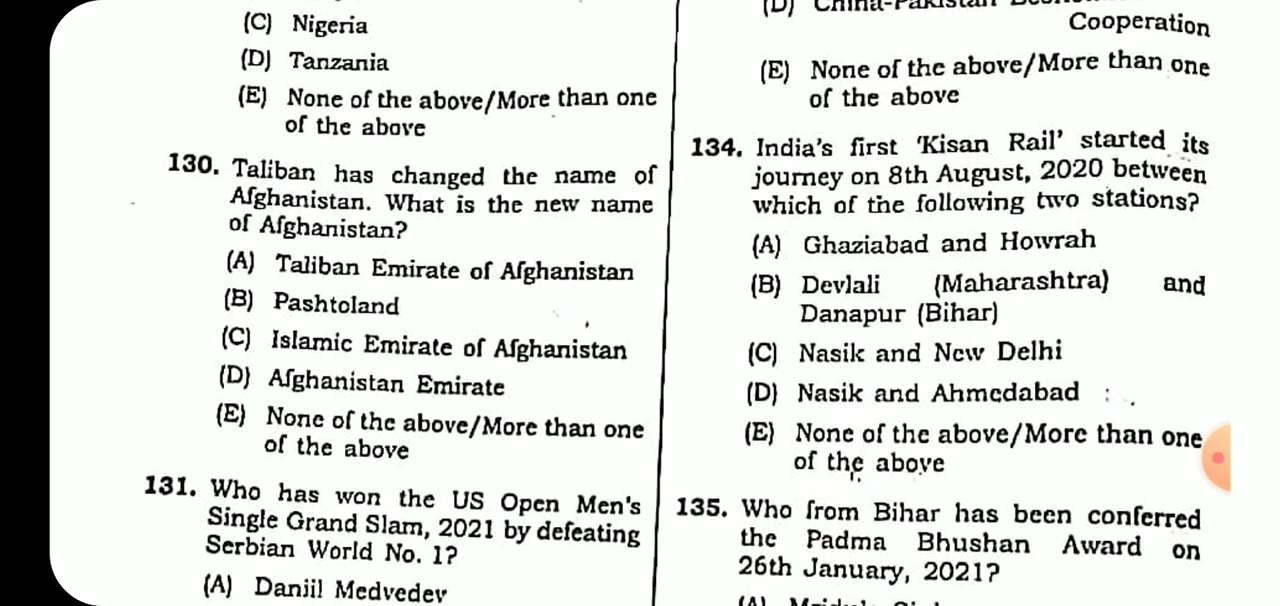 (C) Nigeria
(D) Tanzania
(E) None of the above/More than one
of the above
130. Taliban has changed the name of
Afghanistan. What is the new name
of Afghanistan?
(A) Taliban Emirate of Afghanistan
(B) Pashtoland
(C) Islamic Emirate of Afghanistan
(D) Afghanistan Emirate
(E) None of the above/More than one
of the above
131. Who has won the US Open Men's
Single Grand Slam, 2021 by defeating
Serbian World No. 1?
(A) Daniil Medvedev
(D) China-Pakistan
Cooperation
(E) None of the above/More than one
of the above
134. India's first 'Kisan Rail' started its
journey on 8th August, 2020 between
which of the following two stations?
(A) Ghaziabad and Howrah
(B) Devlali (Maharashtra) and
Danapur (Bihar)
(C) Nasik and New Delhi
(D) Nasik and Ahmedabad
(E) None of the above/More than one
of the above
135. Who from Bihar has been conferred
the Padma Bhushan Award on
26th January, 2021?